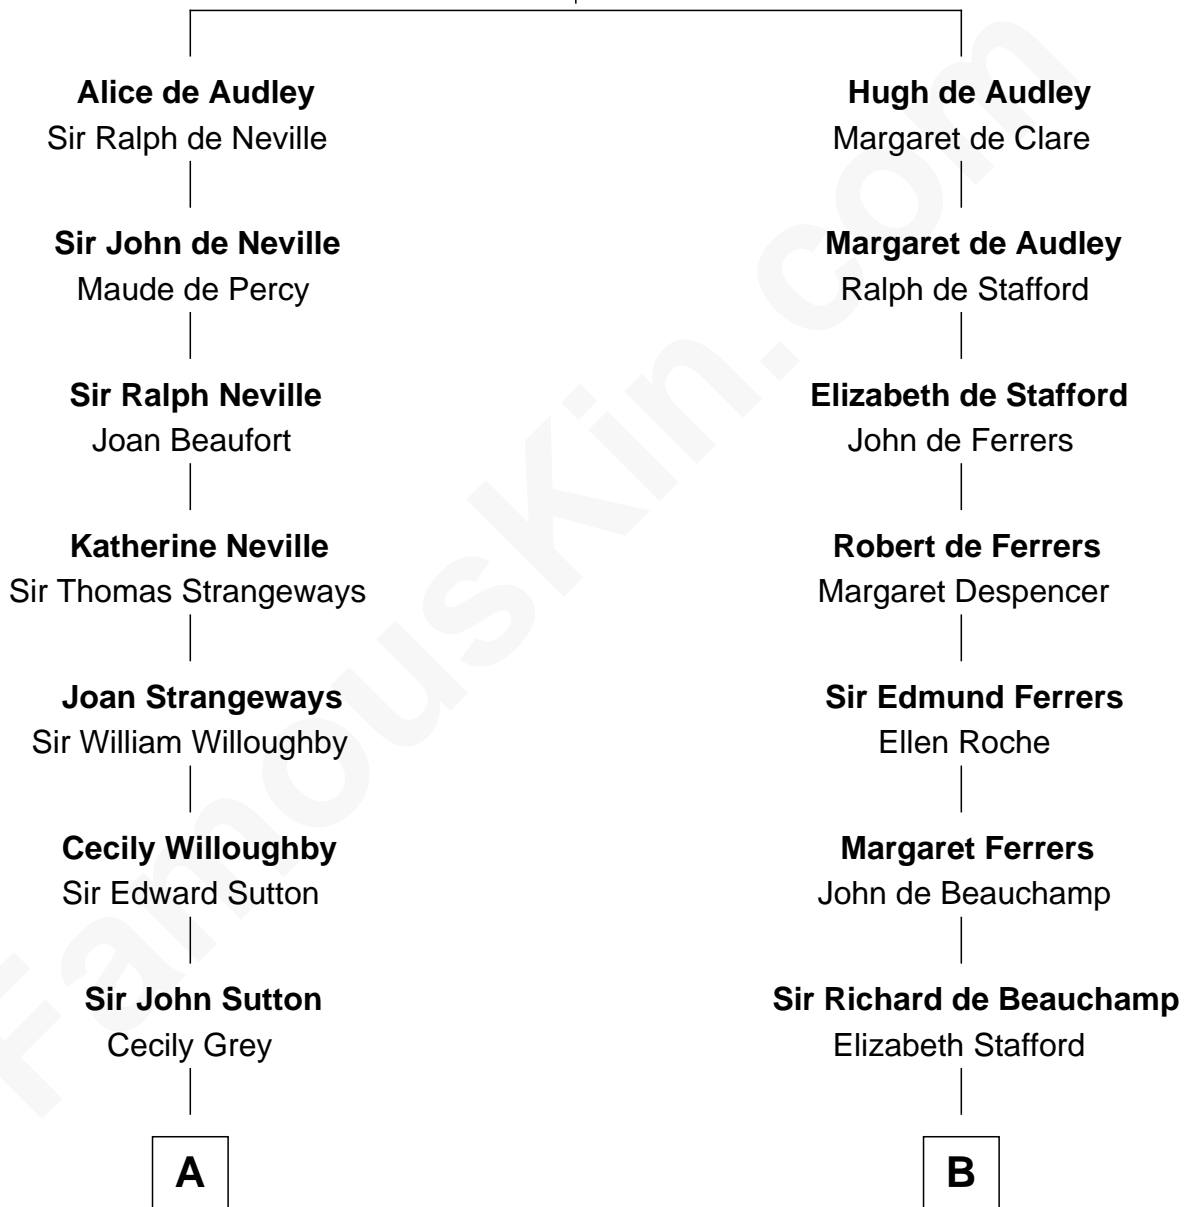 Alice de Audley
Sir Ralph de Neville
Sir John de Neville
Maude de Percy
Sir Ralph Neville
Joan Beaufort
Katherine Neville
Sir Thomas Strangeways
Joan Strangeways
Sir William Willoughby
Cecily Willoughby
Sir Edward Sutton
Sir John Sutton
Cecily Grey
A
Hugh de Audley
Margaret de Clare
Margaret de Audley
Ralph de Stafford
Elizabeth de Stafford
John de Ferrers
Robert de Ferrers
Margaret Despencer
Sir Edmund Ferrers
Ellen Roche
Margaret Ferrers
John de Beauchamp
Sir Richard de Beauchamp
Elizabeth Stafford
B
FamousKin.com